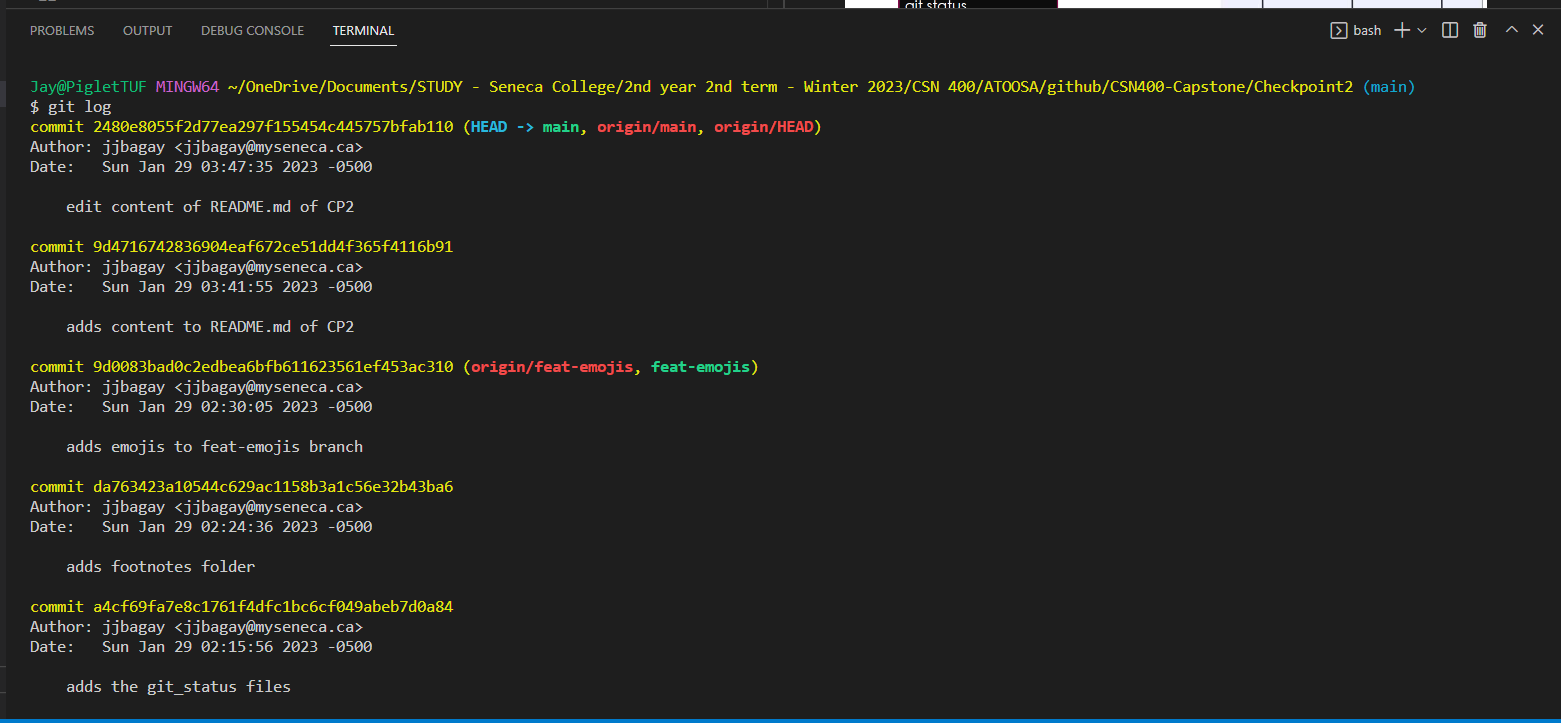 git status
PROBLEMS OUTPUT DEBUG CONSOLE TERMINAL bash
Jay@PigletTUF MINGW64 ~/OneDrive/Documents/STUDY - Seneca College/2nd year 2nd term - Winter 2023/CSN 400/ATOOSA/github/CSN400-Capstone/Checkpoint2 (main)
$ git log
commit 2480e8055f2d77ea297f155454c445757bfab110 (HEAD -> main, origin/main, origin/HEAD)
Author: jjbagay <jjbagay@myseneca.ca>
Date:   Sun Jan 29 03:47:35 2023 -0500
    edit content of README.md of CP2
commit 9d4716742836904eaf672ce51dd4f365f4116b91
Author: jjbagay <jjbagay@myseneca.ca>
Date:   Sun Jan 29 03:41:55 2023 -0500
    adds content to README.md of CP2
commit 9d0083bad0c2edbea6bfb611623561ef453ac310 (origin/feat-emojis, feat-emojis)
Author: jjbagay <jjbagay@myseneca.ca>
Date:   Sun Jan 29 02:30:05 2023 -0500
    adds emojis to feat-emojis branch
commit da763423a10544c629ac1158b3a1c56e32b43ba6
Author: jjbagay <jjbagay@myseneca.ca>
Date:   Sun Jan 29 02:24:36 2023 -0500
    adds footnotes folder
commit a4cf69fa7e8c1761f4dfc1bc6cf049abeb7d0a84
Author: jjbagay <jjbagay@myseneca.ca>
Date:   Sun Jan 29 02:15:56 2023 -0500
    adds the git_status files